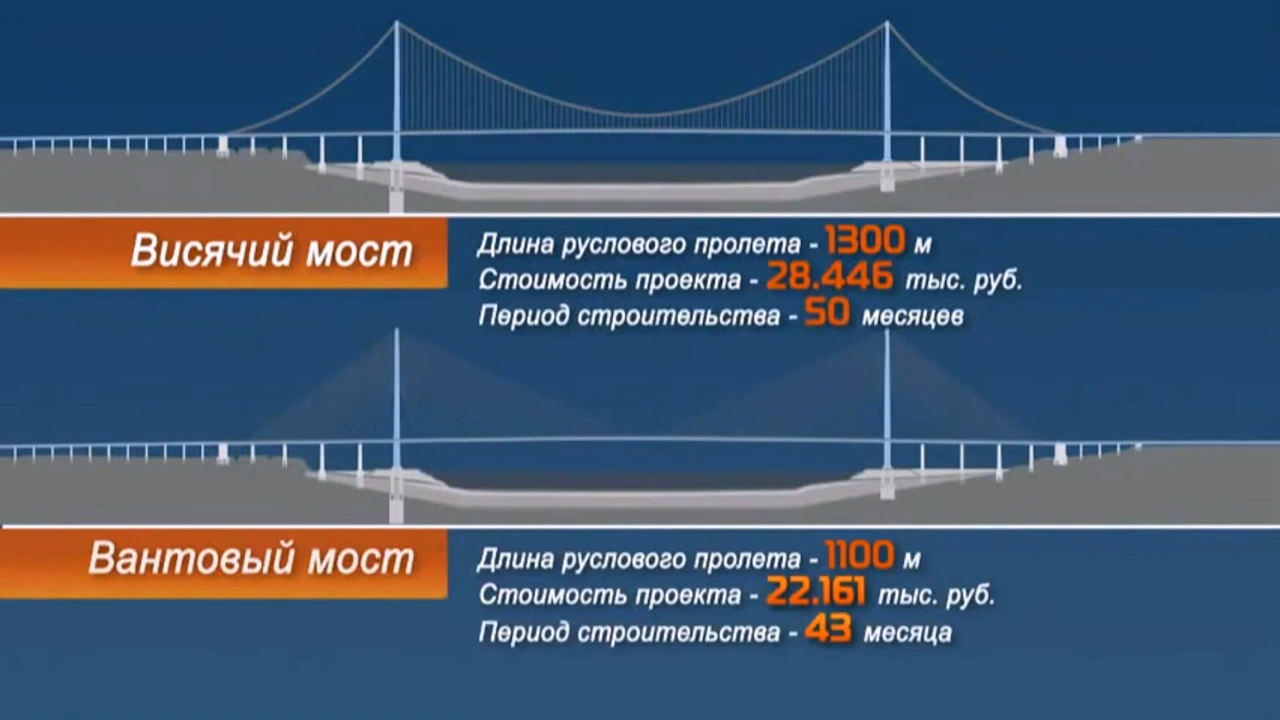 Висячий мост
Длина руслового пролета - 1300 м
Стоимость проекта - 28.446 тыс. руб.
Период строительства - 50 месяцев
Вантовый мост
Длина руслового пролета - 1100 м
Стоимость проекта - 22.161 тыс. руб.
Период строительства - 43 месяца